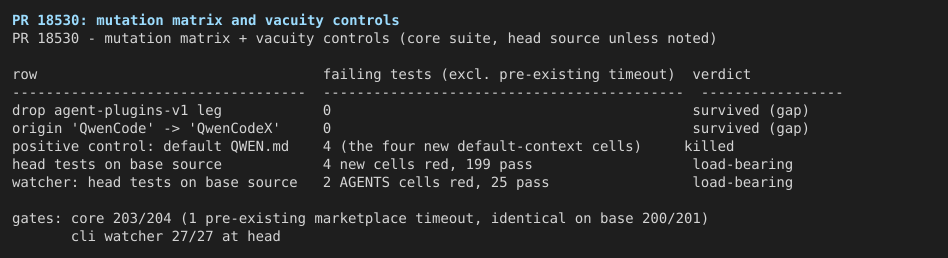 PR 18530: mutation matrix and vacuity controls
PR 18530 - mutation matrix + vacuity controls (core suite, head source unless noted)
row failing tests (excl. pre-existing timeout) verdict
----------------------------------- ------------------------------------------- -----------------
drop agent-plugins-v1 leg 0 survived (gap)
origin 'QwenCode' -> 'QwenCodeX' 0 survived (gap)
positive control: default QWEN.md 4 (the four new default-context cells) killed
head tests on base source 4 new cells red, 199 pass load-bearing
watcher: head tests on base source 2 AGENTS cells red, 25 pass load-bearing
gates: core 203/204 (1 pre-existing marketplace timeout, identical on base 200/201)
cli watcher 27/27 at head